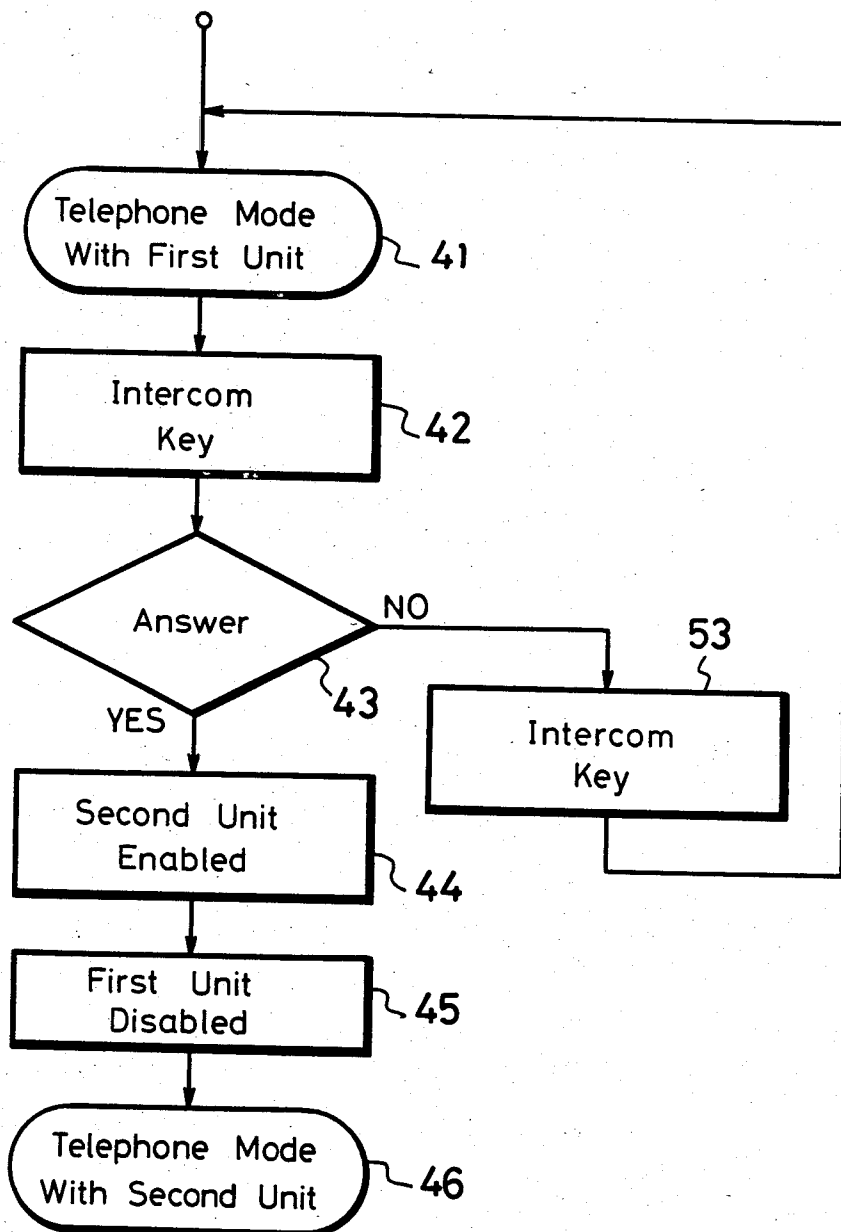 Telephone Mode
With First Unit
41
Intercom
Key
42
Answer
NO
43
YES
53
Intercom
Key
Second Unit
Enabled
44
First Unit
Disabled
45
Telephone Mode
With Second Unit
46